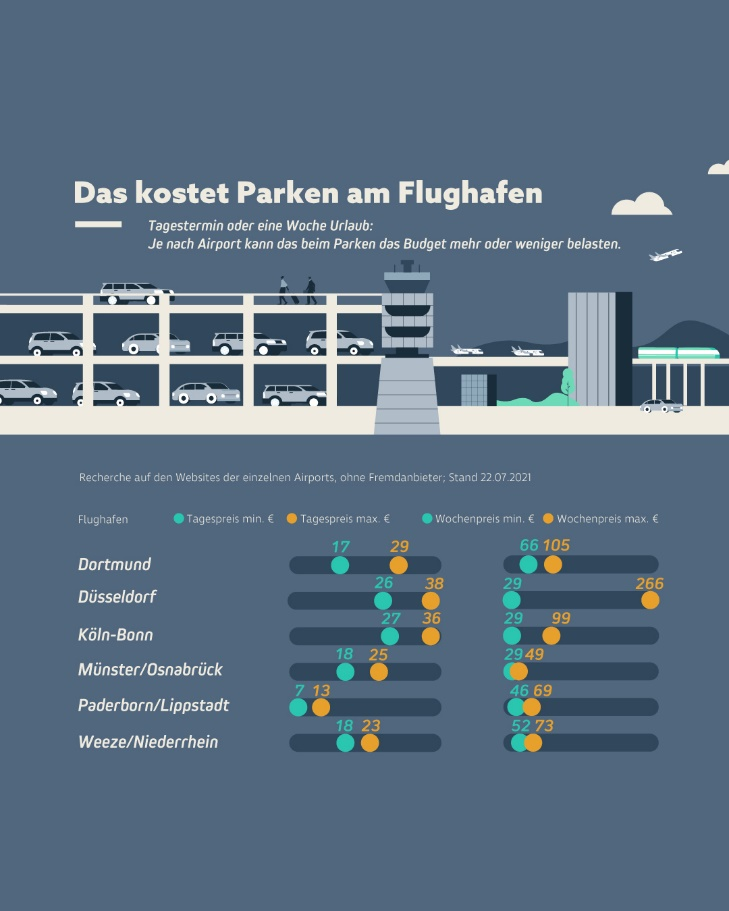 Das kostet Parken am Flughafen
Tagestermin oder eine Woche Urlaub:
Je nach Airport kann das beim Parken das Budget mehr oder weniger belasten.
Recherche auf den Websites der einzelnen Airports, ohne Fremdanbieter; Stand 22.07.2021
Flughafen Tagespreis min. € Tagespreis max. € Wochenpreis min. € Wochenpreis max. €
Dortmund 17 29 66 105
Düsseldorf 26 38 29 266
Köln-Bonn 27 36 29 99
Münster/Osnabrück 18 25 29 49
Paderborn/Lippstadt 7 13 46 69
Weeze/Niederrhein 18 23 52 73